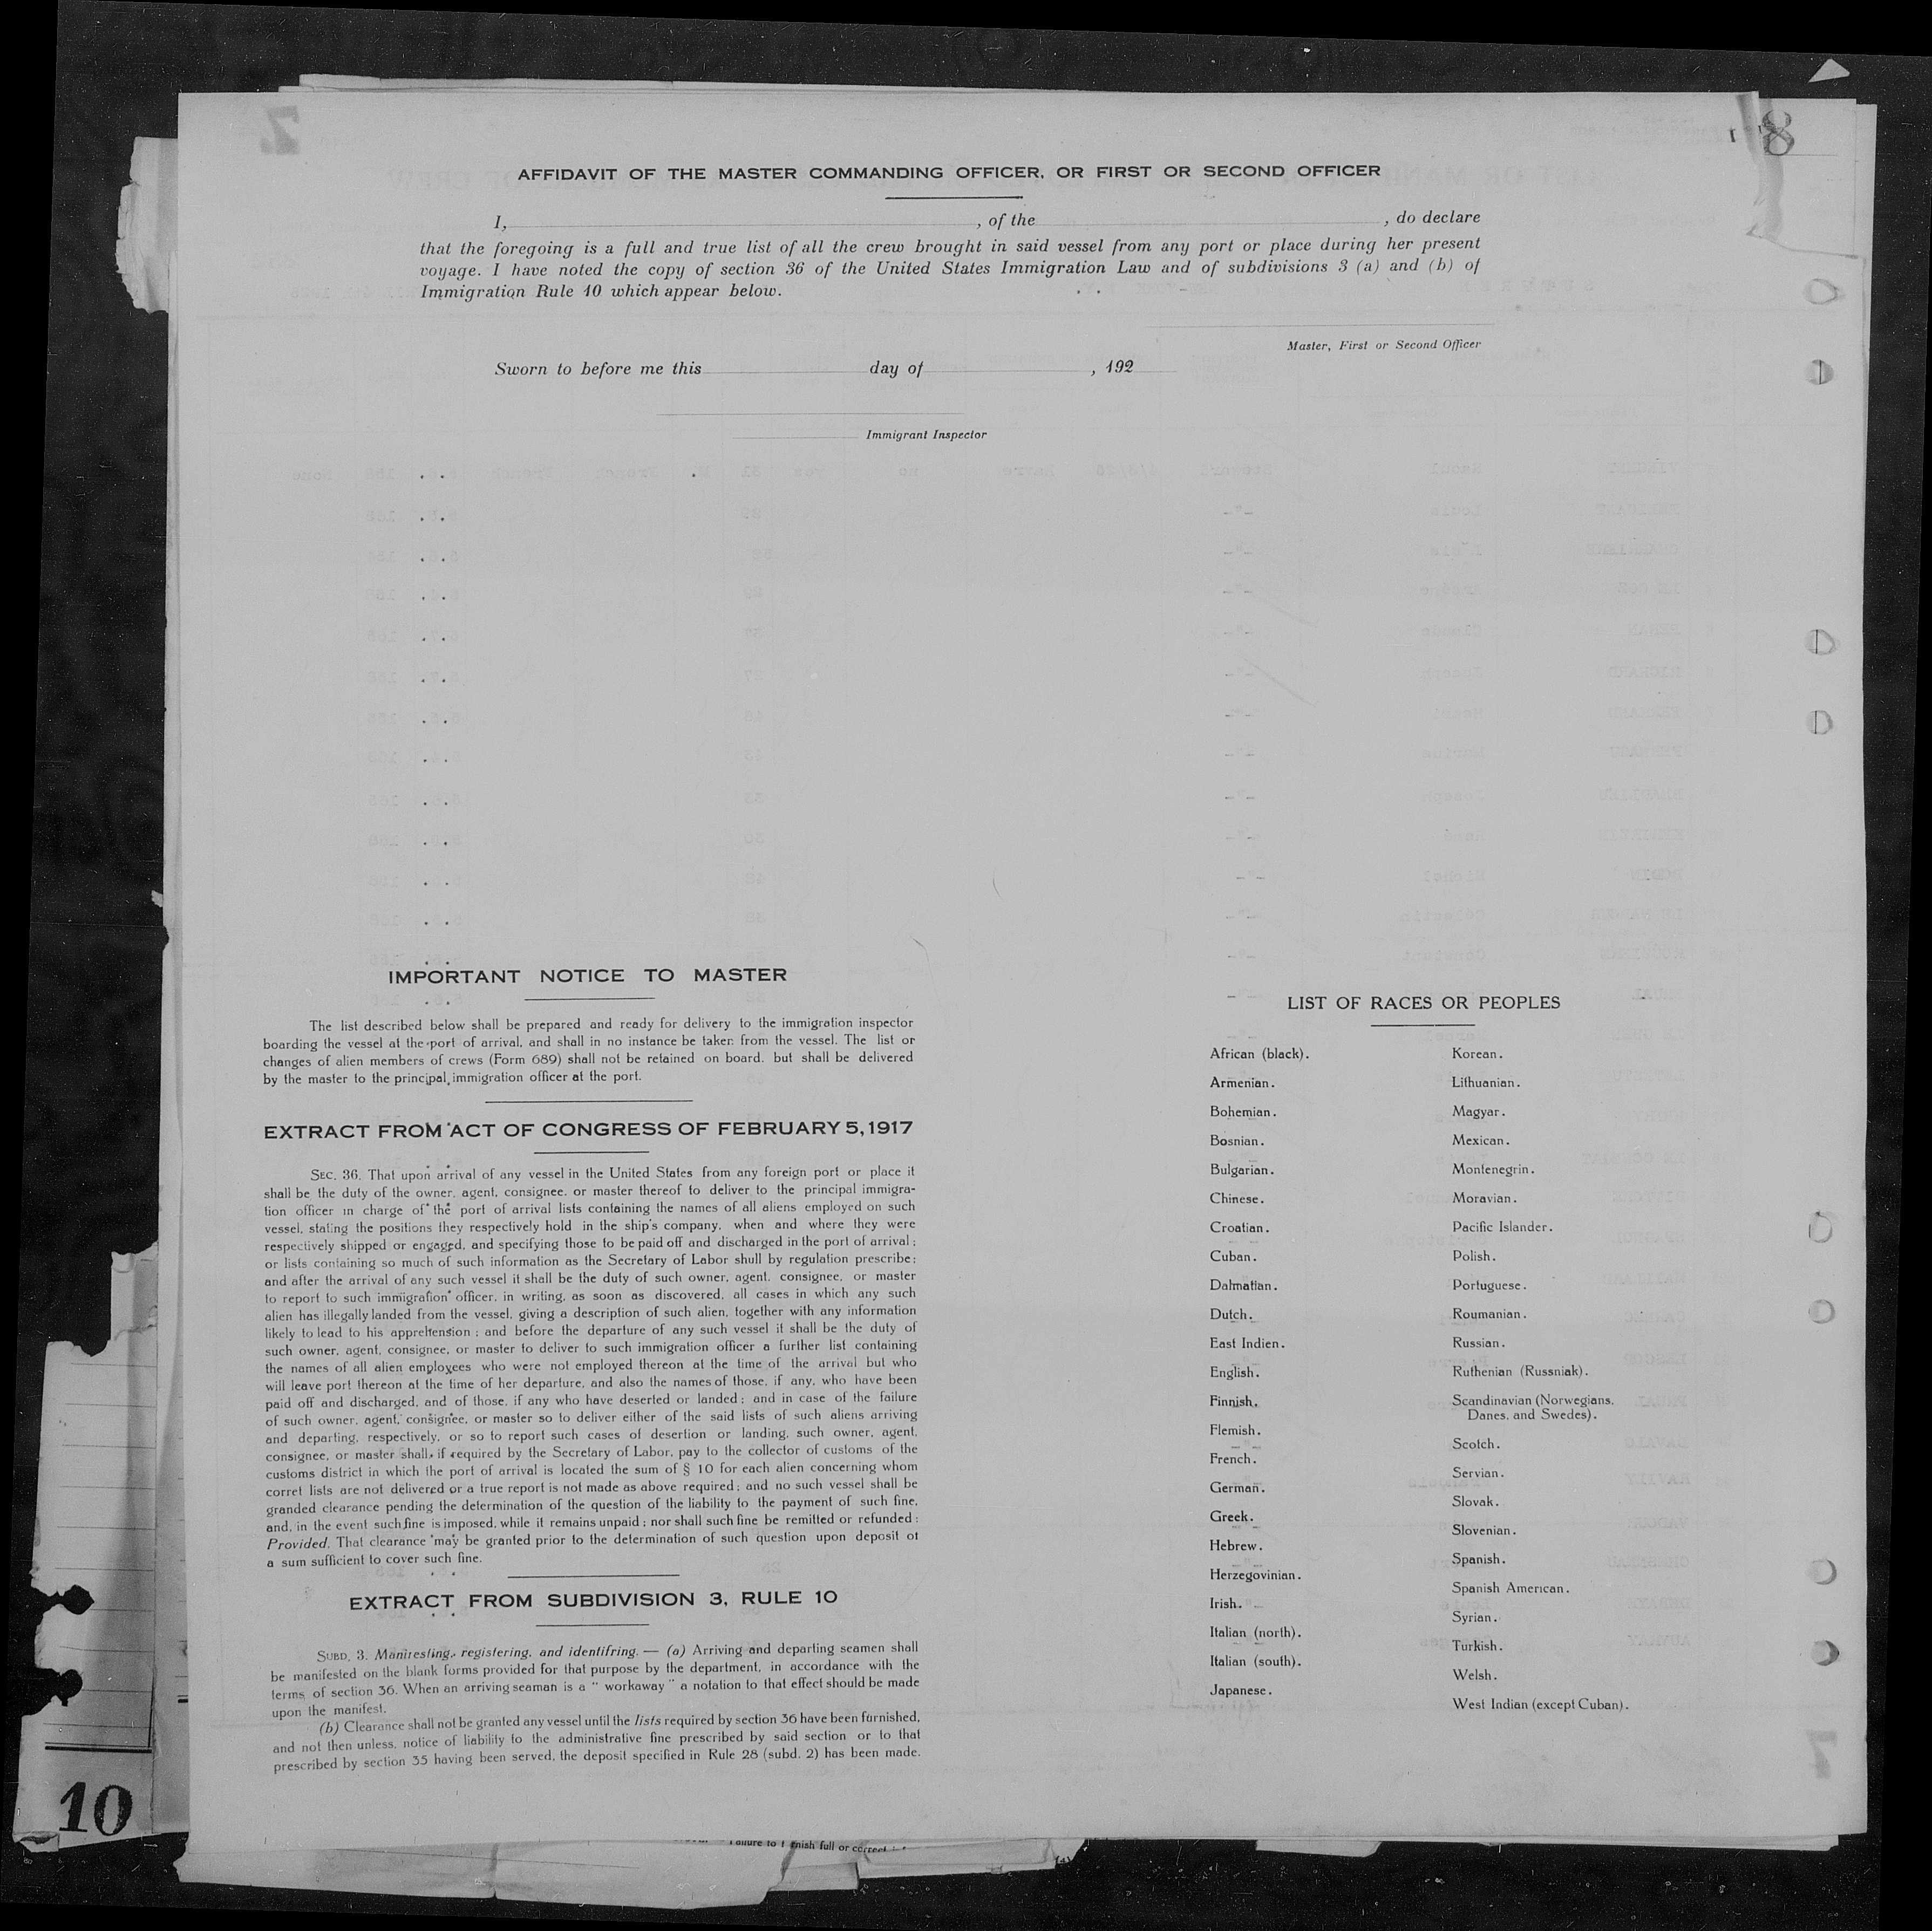 8
AFFIDAVIT OF THE MASTER COMMANDING OFFICER, OR FIRST OR SECOND OFFICER
I, , of the , do declare
that the foregoing is a full and true list of all the crew brought in said vessel from any port or place during her present
voyage. I have noted the copy of section 36 of the United States Immigration Law and of subdivisions 3 (a) and (b) of
Immigration Rule 10 which appear below.
Master, First or Second Officer
Sworn to before me this day of , 192
Immigrant Inspector
IMPORTANT NOTICE TO MASTER
The list described below shall be prepared and ready for delivery to the immigration inspector
boarding the vessel at the port of arrival, and shall in no instance be taken from the vessel. The list or
changes of alien members of crews (Form 689) shall not be retained on board, but shall be delivered
by the master to the principal immigration officer at the port.
EXTRACT FROM ACT OF CONGRESS OF FEBRUARY 5, 1917
SEC. 36. That upon arrival of any vessel in the United States from any foreign port or place it
shall be the duty of the owner, agent, consignee, or master thereof to deliver to the principal immigra-
tion officer in charge of the port of arrival lists containing the names of all aliens employed on such
vessel, stating the positions they respectively hold in the ship's company, when and where they were
respectively shipped or engaged, and specifying those to be paid off and discharged in the port of arrival;
or lists containing so much of such information as the Secretary of Labor shull by regulation prescribe;
and after the arrival of any such vessel it shall be the duty of such owner, agent, consignee, or master
to report to such immigration officer, in writing, as soon as discovered, all cases in which any such
alien has illegally landed from the vessel, giving a description of such alien, together with any information
likely to lead to his apprehension; and before the departure of any such vessel it shall be the duty of
such owner, agent, consignee, or master to deliver to such immigration officer a further list containing
the names of all alien employees who were not employed thereon at the time of the arrival but who
will leave port thereon at the time of her departure, and also the names of those, if any, who have been
paid off and discharged, and of those, if any who have deserted or landed; and in case of the failure
of such owner, agent, consignee, or master so to deliver either of the said lists of such aliens arriving
and departing, respectively, or so to report such cases of desertion or landing, such owner, agent,
consignee, or master shall, if required by the Secretary of Labor, pay to the collector of customs of the
customs district in which the port of arrival is located the sum of § 10 for each alien concerning whom
corret lists are not delivered or a true report is not made as above required; and no such vessel shall be
granded clearance pending the determination of the question of the liability to the payment of such fine,
and, in the event such fine is imposed, while it remains unpaid; nor shall such fine be remitted or refunded:
Provided, That clearance may be granted prior to the determination of such question upon deposit ot
a sum sufficient to cover such fine.
EXTRACT FROM SUBDIVISION 3, RULE 10
SUBD. 3. Maniresting, registering, and identifring. — (a) Arriving and departing seamen shall
be manifested on the blank forms provided for that purpose by the department, in accordance with the
terms of section 36. When an arriving seaman is a " workaway " a notation to that effect should be made
upon the manifest.
(b) Clearance shall not be granted any vessel until the lists required by section 36 have been furnished,
and not then unless, notice of liability to the administrative fine prescribed by said section or to that
prescribed by section 35 having been served, the deposit specified in Rule 28 (subd. 2) has been made.
LIST OF RACES OR PEOPLES
African (black).
Armenian.
Bohemian.
Bosnian.
Bulgarian.
Chinese.
Croatian.
Cuban.
Dalmatian.
Dutch.
East Indien.
English.
Finnish.
Flemish.
French.
German.
Greek.
Hebrew.
Herzegovinian.
Irish.
Italian (north).
Italian (south).
Japanese.
Korean.
Lithuanian.
Magyar.
Mexican.
Montenegrin.
Moravian.
Pacific Islander.
Polish.
Portuguese.
Roumanian.
Russian.
Ruthenian (Russniak).
Scandinavian (Norwegians,
Danes, and Swedes).
Scotch.
Servian.
Slovak.
Slovenian.
Spanish.
Spanish American.
Syrian.
Turkish.
Welsh.
West Indian (except Cuban).
10
full or